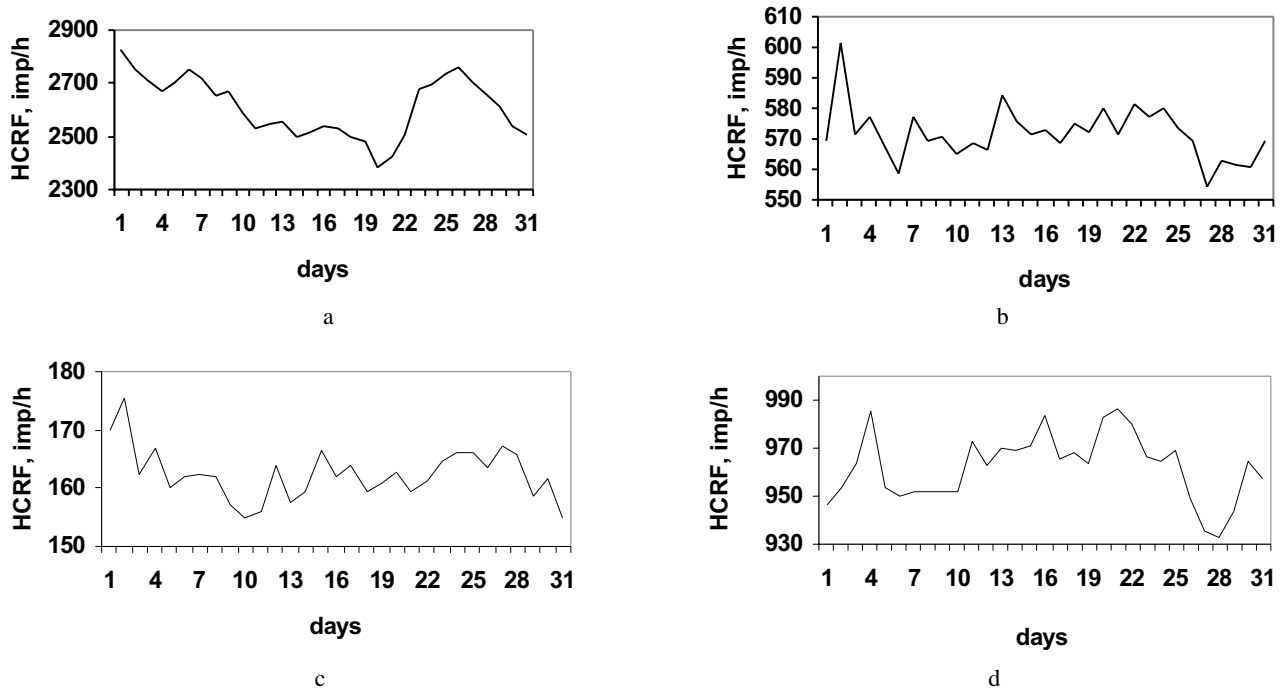 HCRF, imp/h
2900
2700
2500
2300
1 4 7 10 13 16 19 22 25 28 31
days
a
HCRF, imp/h
610
600
590
580
570
560
550
1 4 7 10 13 16 19 22 25 28 31
days
b
HCRF, imp/h
180
170
160
150
1 4 7 10 13 16 19 22 25 28 31
days
c
HCRF, imp/h
990
970
950
930
1 4 7 10 13 16 19 22 25 28 31
days
d